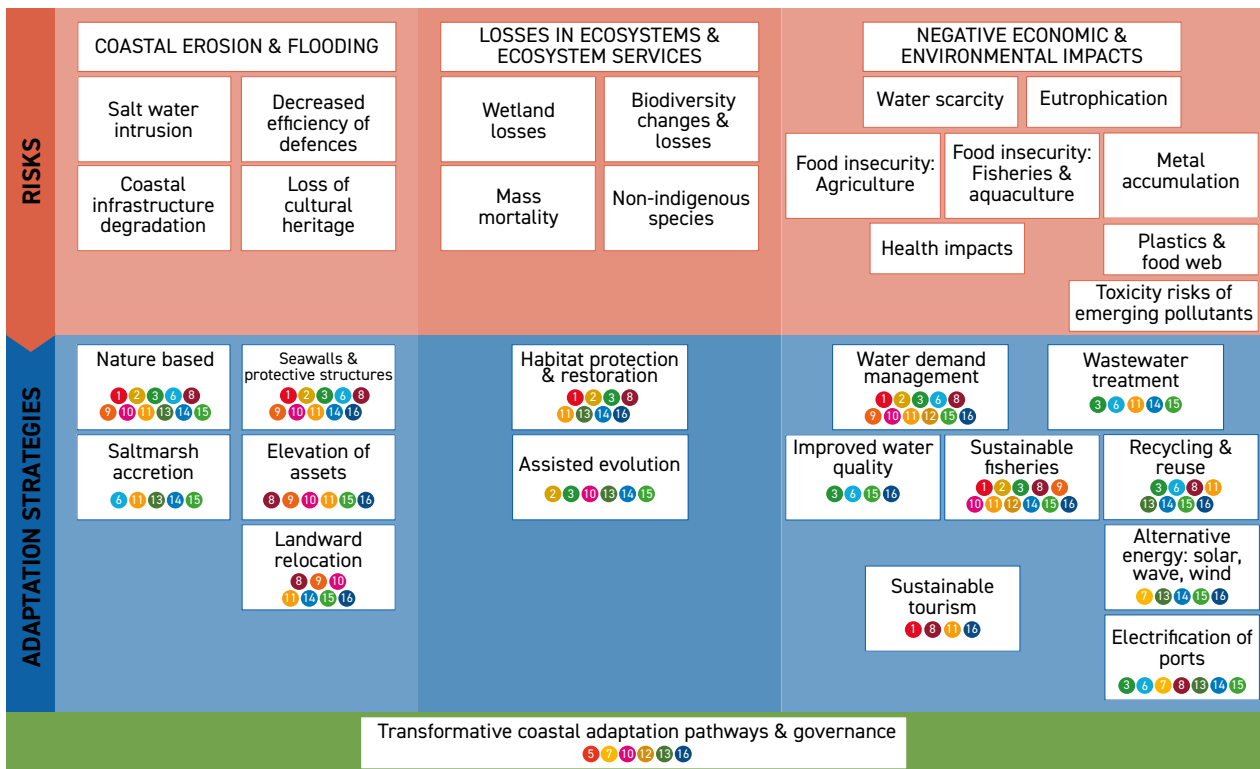 RISKS
COASTAL EROSION & FLOODING
Salt water
intrusion
Decreased
efficiency of
defences
Coastal
infrastructure
degradation
Loss of
cultural
heritage
LOSSES IN ECOSYSTEMS &
ECOSYSTEM SERVICES
Wetland
losses
Biodiversity
changes &
losses
Mass
mortality
Non-indigenous
species
NEGATIVE ECONOMIC &
ENVIRONMENTAL IMPACTS
Water scarcity
Eutrophication
Food insecurity:
Agriculture
Food insecurity:
Fisheries &
aquaculture
Metal
accumulation
Health impacts
Plastics &
food web
Toxicity risks of
emerging pollutants
ADAPTATION STRATEGIES
Nature based
1 2 3 6 8
9 10 11 13 14 15
Seawalls &
protective structures
1 2 3 6 8
9 10 11 14 16
Saltmarsh
accretion
6 11 13 14 15
Elevation of
assets
8 9 10 11 15 16
Landward
relocation
8 9 10
11 14 15 16
Habitat protection
& restoration
1 2 3 8
11 13 14 16
Assisted evolution
2 3 10 13 14 15
Water demand
management
1 2 3 6 8
9 10 11 12 15 16
Wastewater
treatment
3 6 11 14 15
Improved water
quality
3 6 15 16
Sustainable
fisheries
1 2 3 8 9
10 11 12 14 15 16
Recycling &
reuse
3 6 8 11
13 14 15 16
Alternative
energy: solar,
wave, wind
7 13 14 15 16
Sustainable
tourism
1 8 11 16
Electrification of
ports
3 6 7 8 13 14 15
Transformative coastal adaptation pathways & governance
5 7 10 12 13 16